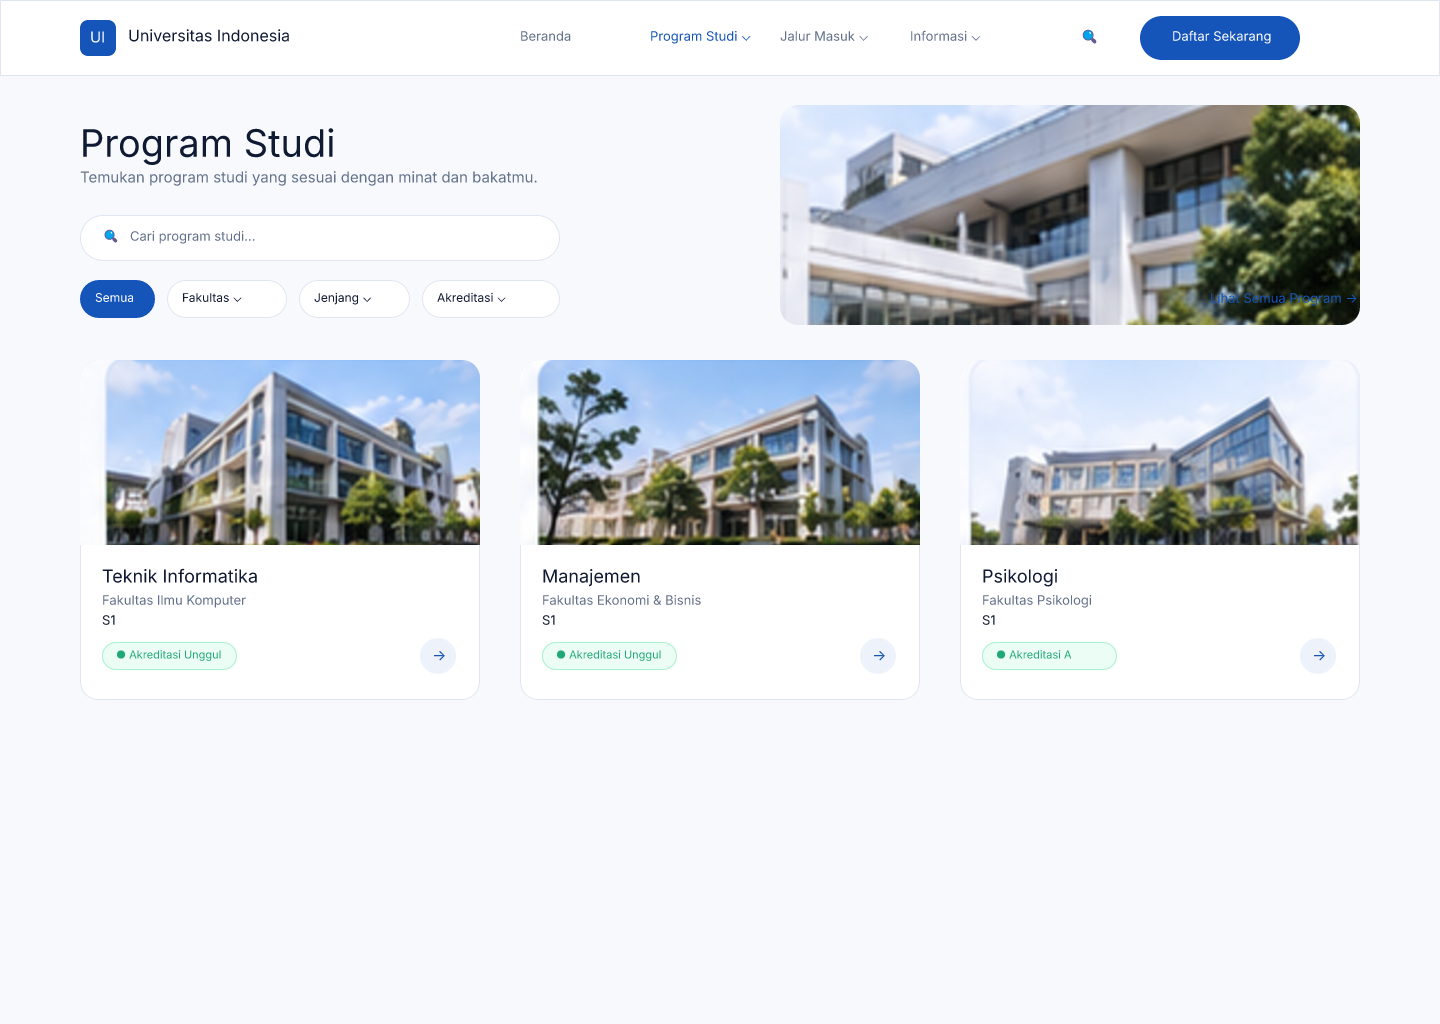 UI
Universitas Indonesia
Beranda
Program Studi
Jalur Masuk
Informasi
Daftar Sekarang
Program Studi
Temukan program studi yang sesuai dengan minat dan bakatmu.
Cari program studi...
Semua
Fakultas
Jenjang
Akreditasi
Lihat Semua Program →
Teknik Informatika
Fakultas Ilmu Komputer
S1
Akreditasi Unggul
→
Manajemen
Fakultas Ekonomi & Bisnis
S1
Akreditasi Unggul
→
Psikologi
Fakultas Psikologi
S1
Akreditasi A
→